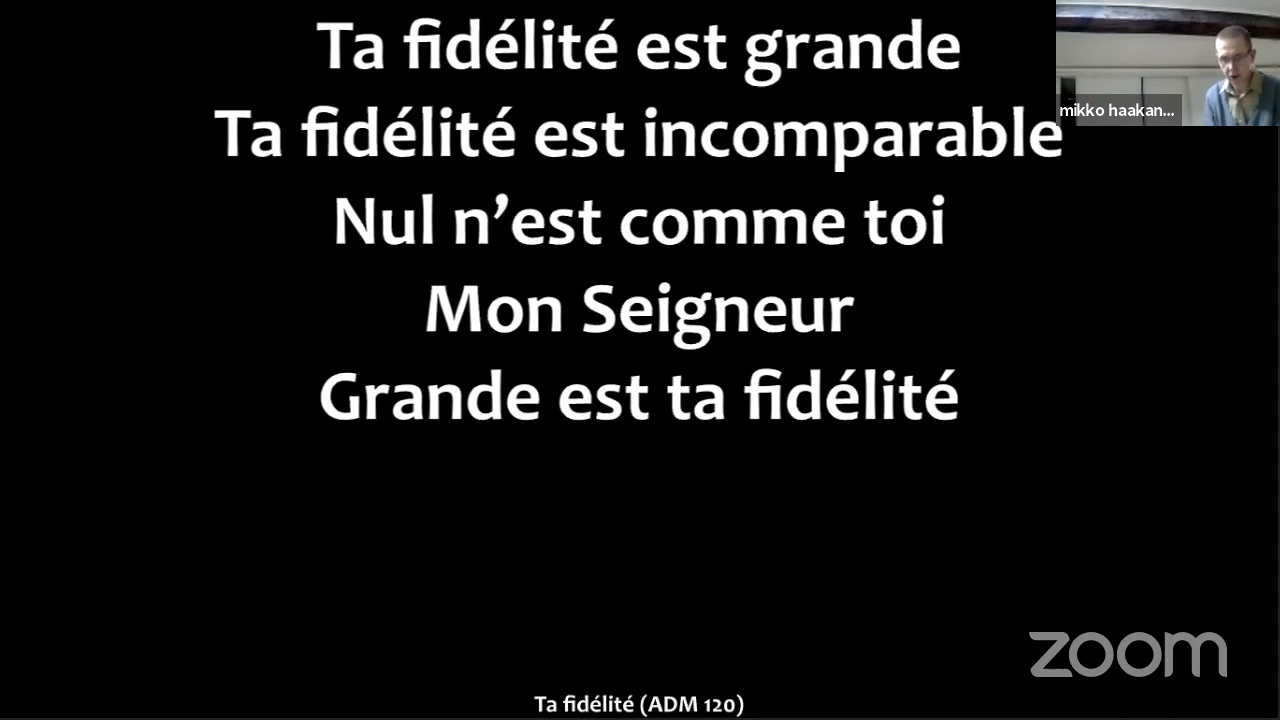 Ta fidélité est grande
Ta fidélité est incomparable
Nul n’est comme toi
Mon Seigneur
Grande est ta fidélité
mikko haakan...
zoom
Ta fidélité (ADM 120)